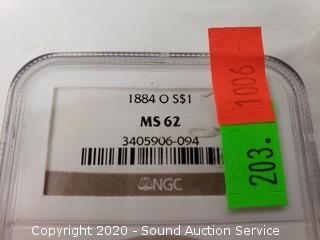 1884 O S$1
MS 62
3405906-094
NGC
1006
203.
Copyright 2020 - Sound Auction Service